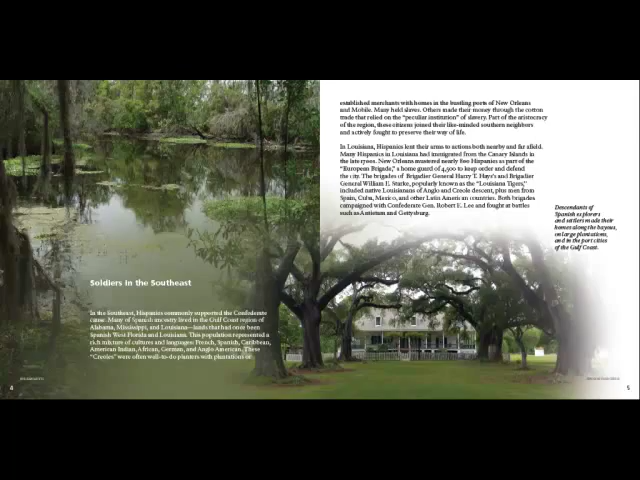 Soldiers in the Southeast
In the Southeast, Hispanics commonly supported the Confederate
cause. Many of Spanish ancestry lived in the Gulf Coast region of
Alabama, Mississippi, and Louisiana—lands that had once been
Spanish West Florida and Louisiana. This population represented a
rich mixture of cultures and languages: French, Spanish, Caribbean,
American Indian, African, German, and Anglo American. These
"Creoles" were often well-to-do planters with plantations or
4
established merchants with homes in the bustling ports of New Orleans
and Mobile. Many held slaves. Others made their money through the cotton
trade that relied on the "peculiar institution" of slavery. Part of the aristocracy
of the region, these citizens joined their like-minded southern neighbors
and actively fought to preserve their way of life.
In Louisiana, Hispanics lent their arms to actions both nearby and far afield.
Many Hispanics in Louisiana had immigrated from the Canary Islands in
the late 1700s. New Orleans mustered nearly 800 Hispanics as part of the
"European Brigade," a home guard of 4,500 to keep order and defend
the city. The brigades of Brigadier General Harry T. Hays's and Brigadier
General William E. Starke, popularly known as the "Louisiana Tigers,"
included native Louisianans of Anglo and Creole descent, plus men from
Spain, Cuba, Mexico, and other Latin American countries. Both brigades
campaigned with Confederate Gen. Robert E. Lee and fought at battles
such as Antietam and Gettysburg.
Descendants of
Spanish explorers
and settlers made their
homes along the bayous,
on large plantations,
and in the port cities
of the Gulf Coast.
5